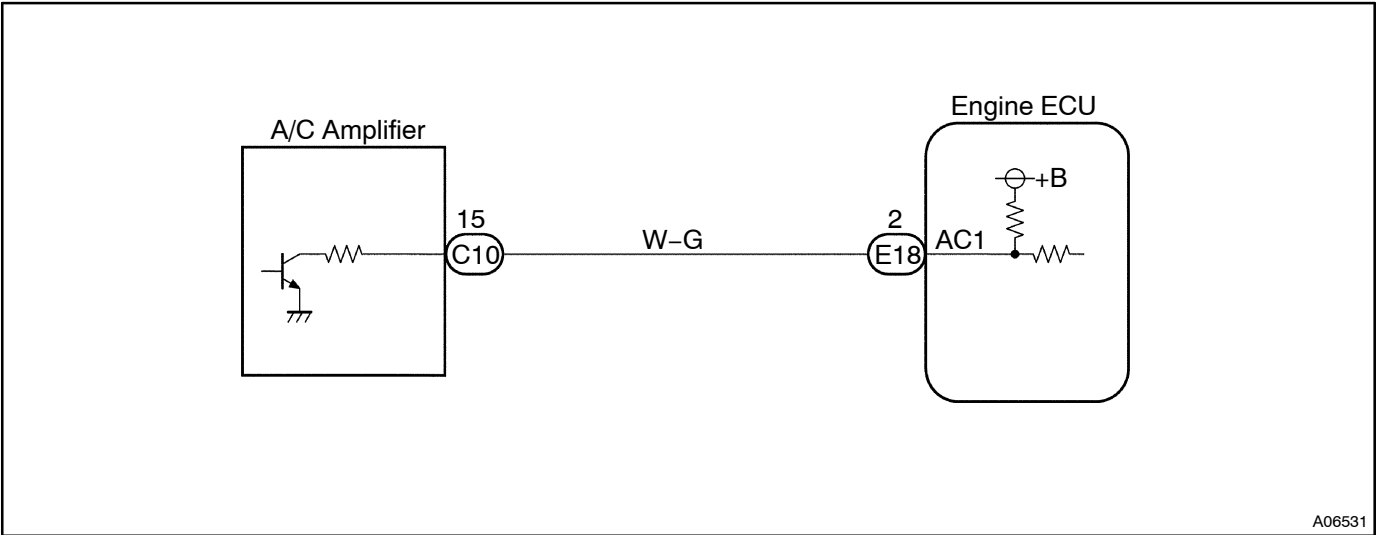 Engine ECU
A/C Amplifier
+B
15
2
C10
W–G
E18
AC1
A06531